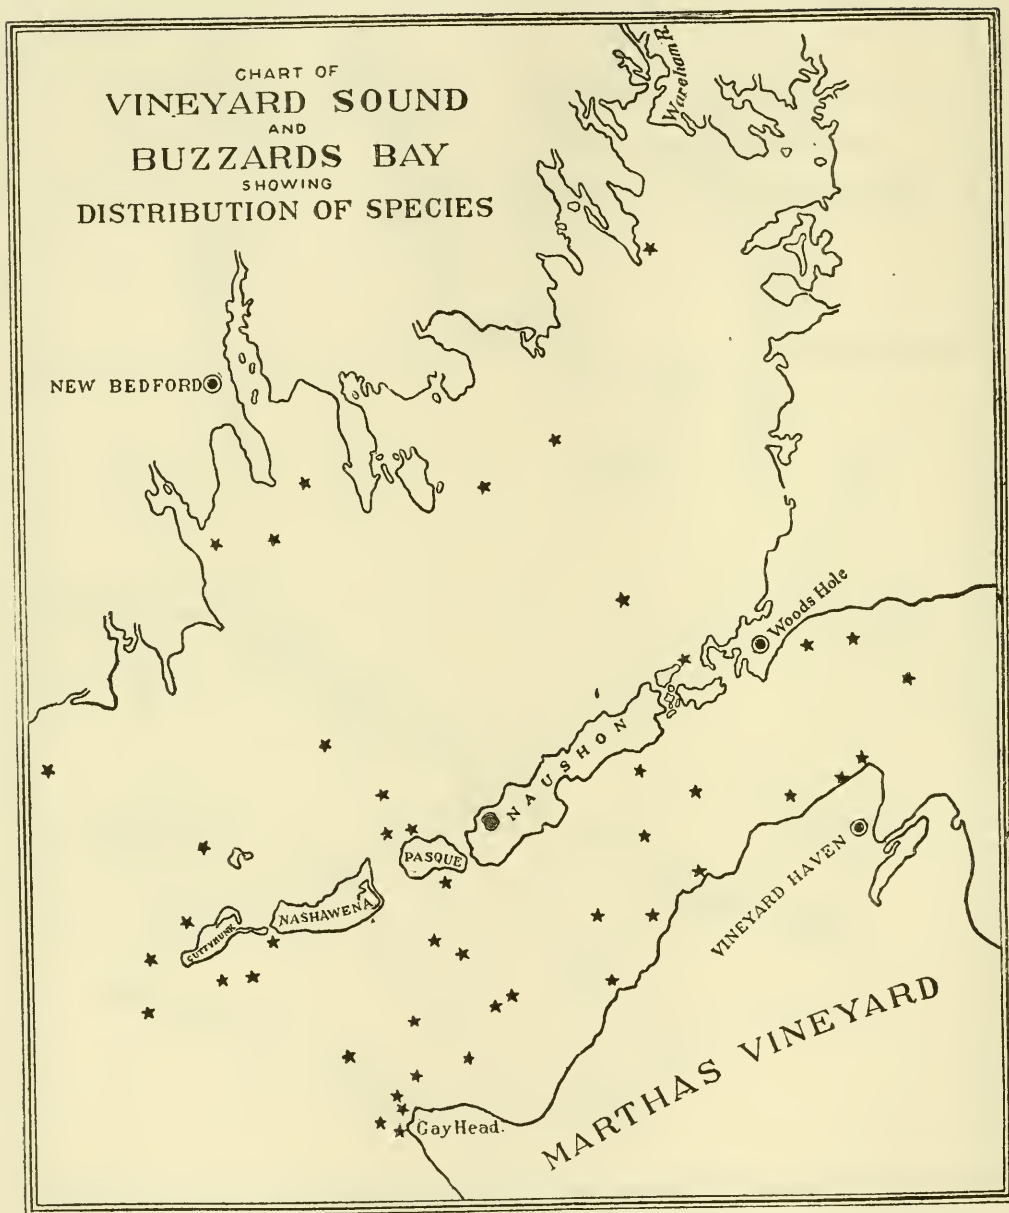 CHART OF
VINEYARD SOUND
AND
BUZZARDS BAY
SHOWING
DISTRIBUTION OF SPECIES
Wareham R.
NEW BEDFORD
Woods Hole
NAUSHON
PASQUE
NASHAWENA
CUTTYHUNK
VINEYARD HAVEN
MARTHAS VINEYARD
Gay Head.